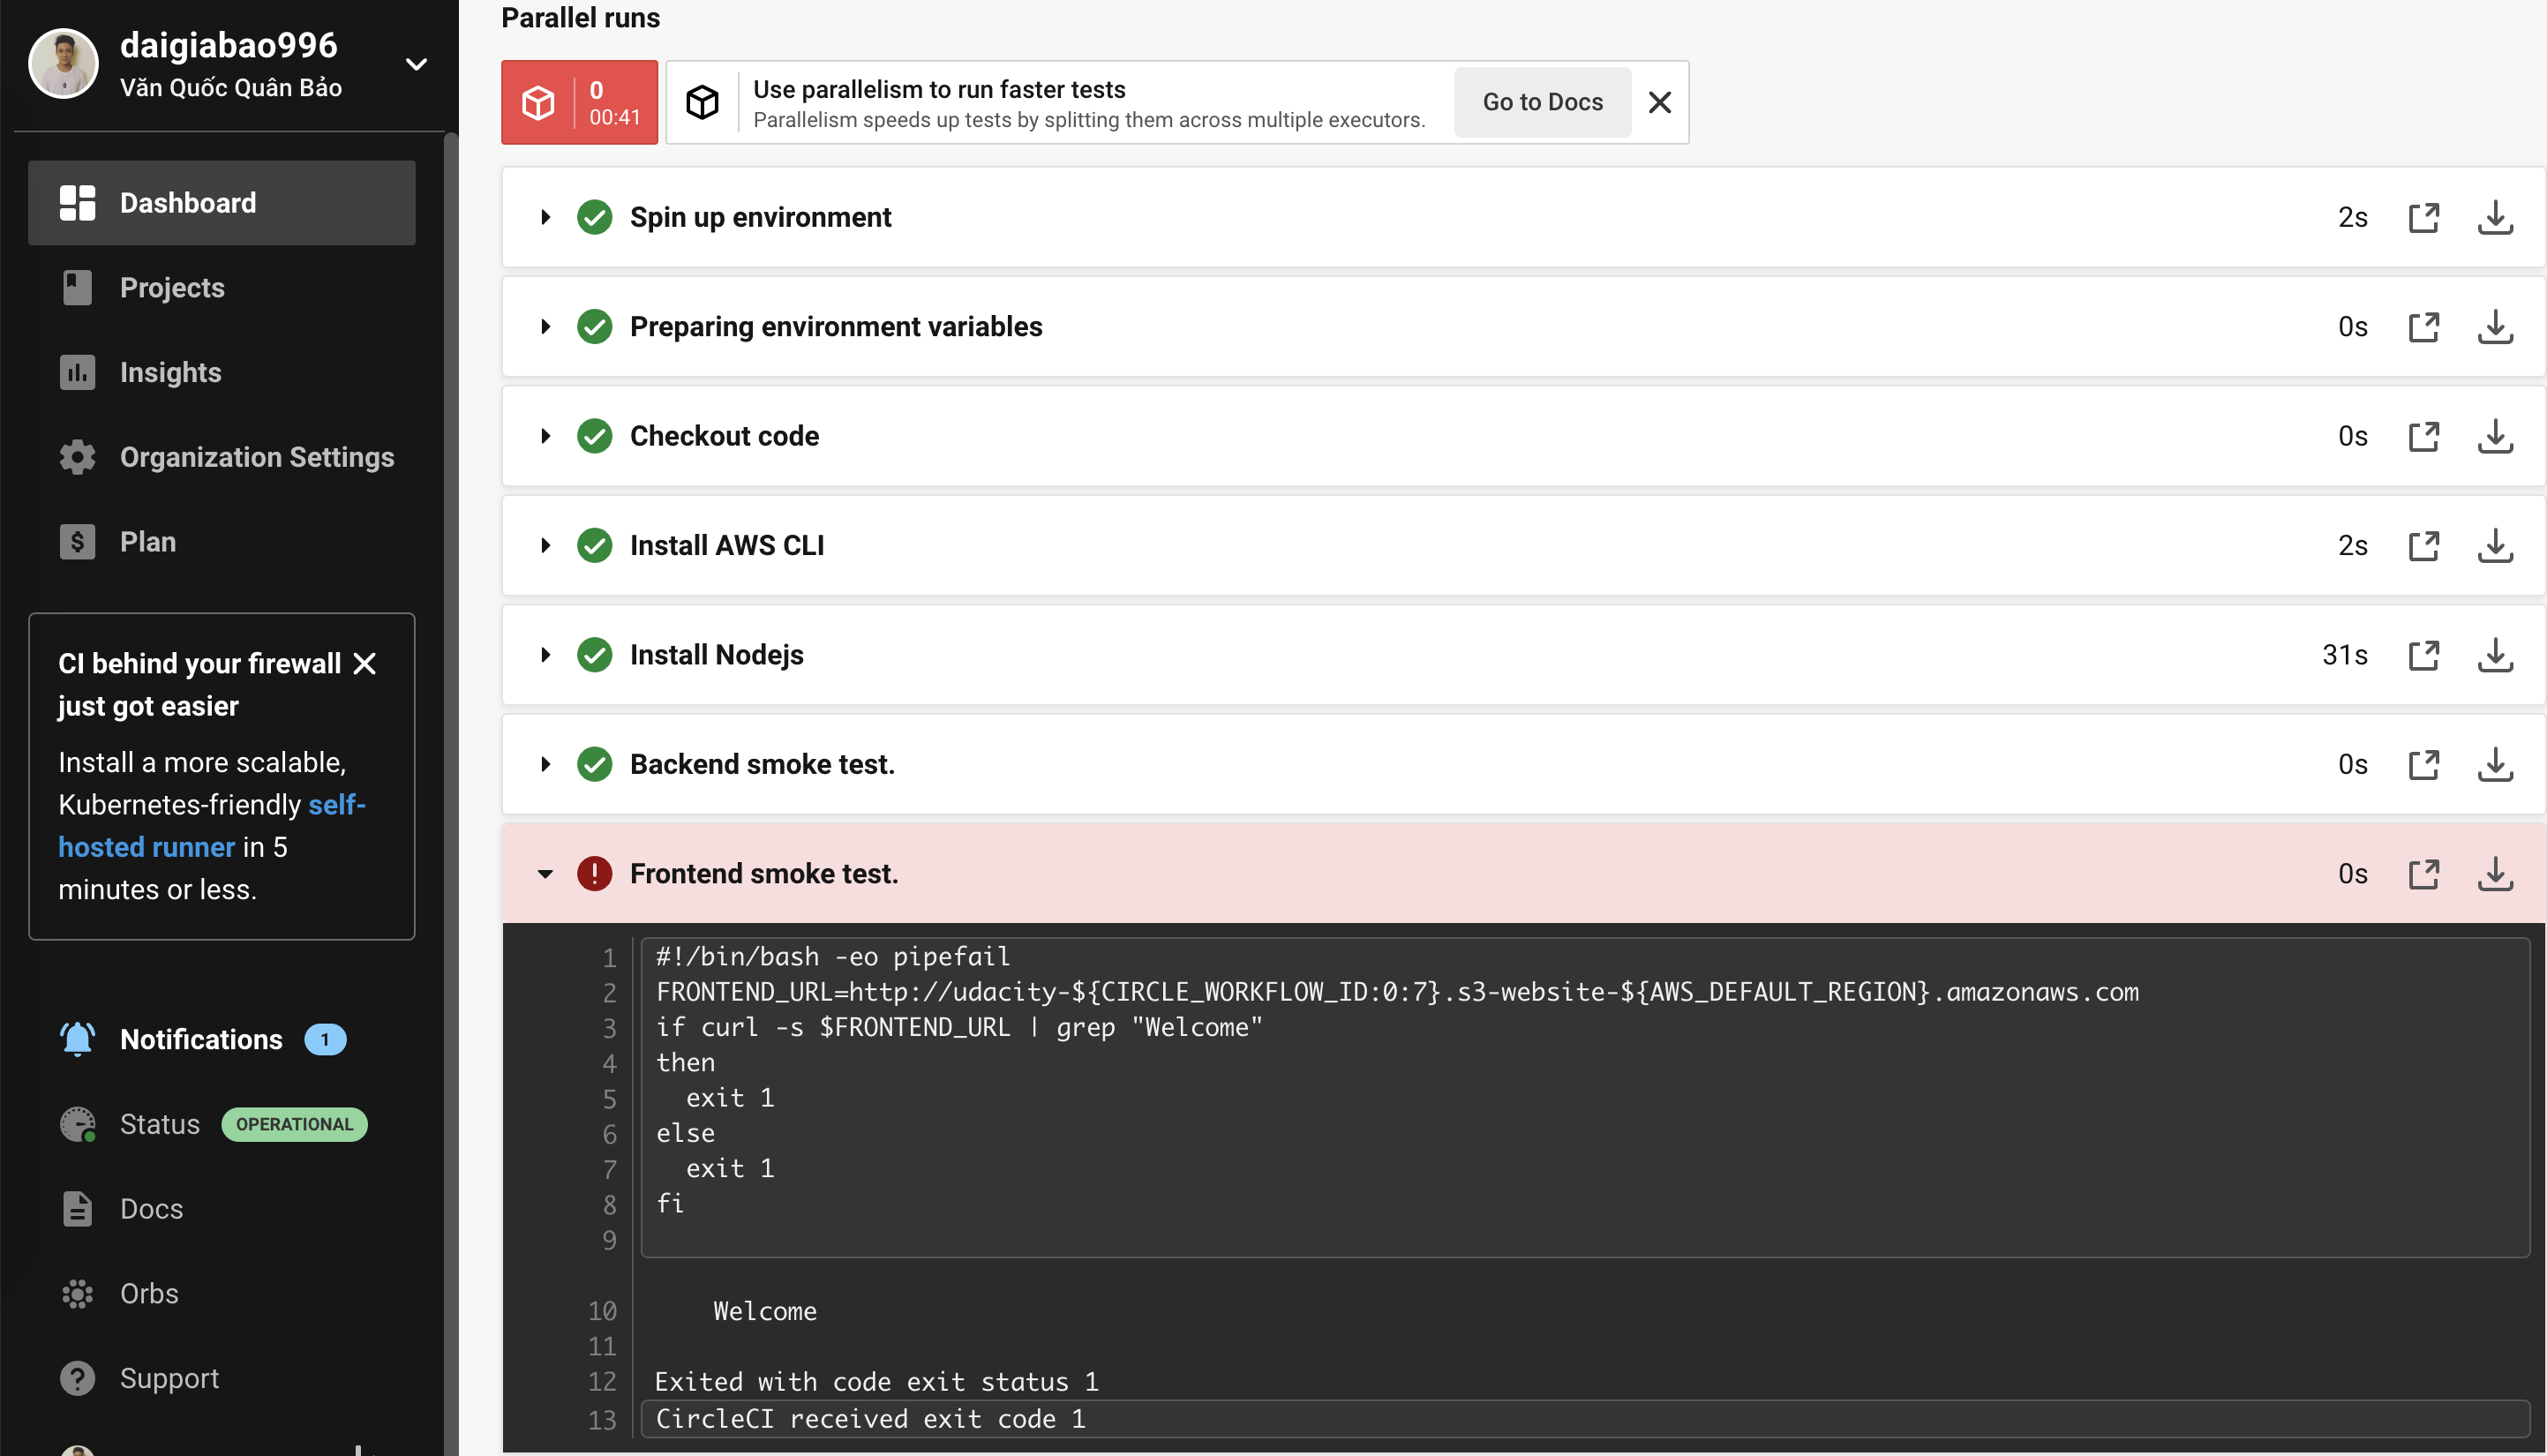 daigiabao996
Văn Quốc Quân Bảo
Dashboard
Projects
Insights
Organization Settings
Plan
CI behind your firewall
just got easier
Install a more scalable,
Kubernetes-friendly self-
hosted runner in 5
minutes or less.
Notifications 1
Status OPERATIONAL
Docs
Orbs
Support
Parallel runs
0
00:41
Use parallelism to run faster tests
Parallelism speeds up tests by splitting them across multiple executors.
Go to Docs
Spin up environment 2s
Preparing environment variables 0s
Checkout code 0s
Install AWS CLI 2s
Install Nodejs 31s
Backend smoke test. 0s
Frontend smoke test. 0s
1 #!/bin/bash -eo pipefail
2 FRONTEND_URL=http://udacity-${CIRCLE_WORKFLOW_ID:0:7}.s3-website-${AWS_DEFAULT_REGION}.amazonaws.com
3 if curl -s $FRONTEND_URL | grep "Welcome"
4 then
5 exit 1
6 else
7 exit 1
8 fi
9
10 Welcome
11
12 Exited with code exit status 1
13 CircleCI received exit code 1